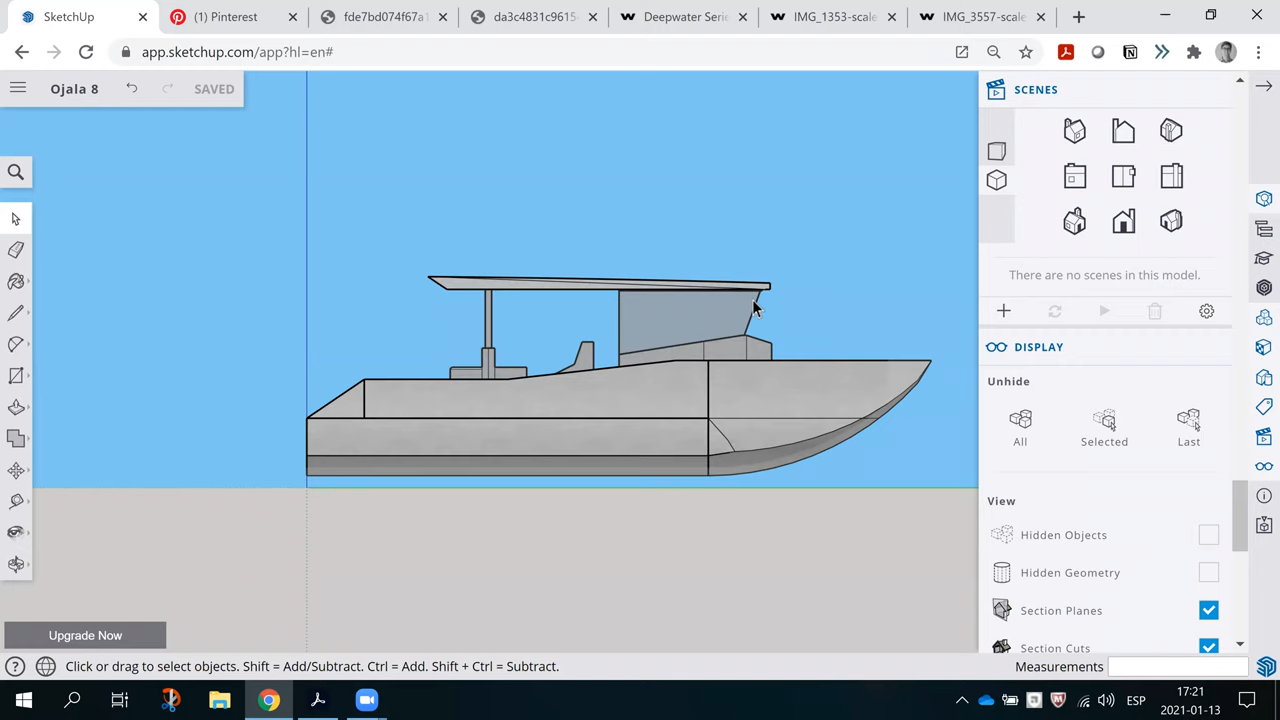 SketchUp
(1) Pinterest
fde7bd074f67a1
da3c4831c9615
Deepwater Serie
IMG_1353-scale
IMG_3557-scale
app.sketchup.com/app?hl=en#
Ojala 8
SAVED
SCENES
There are no scenes in this model.
DISPLAY
Unhide
All
Selected
Last
View
Hidden Objects
Hidden Geometry
Section Planes
Section Cuts
Upgrade Now
Click or drag to select objects. Shift = Add/Subtract. Ctrl = Add. Shift + Ctrl = Subtract.
Measurements
ESP
17:21
2021-01-13